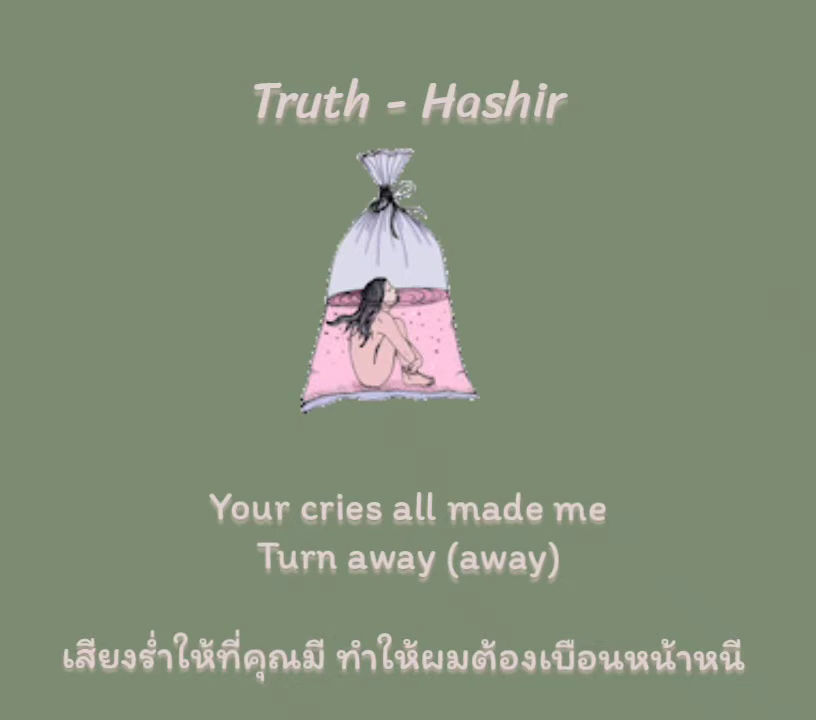 Truth - Hashir
Your cries all made me
Turn away (away)
เสียงร่ำให้ที่คุณมี ทำให้ผมต้องเบือนหน้าหนี